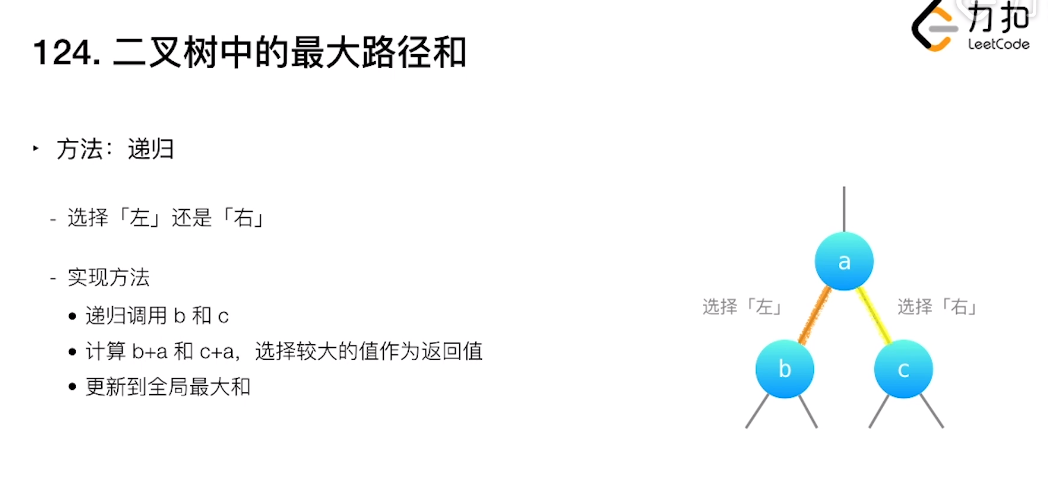 力扣
LeetCode
124. 二叉树中的最大路径和
‣ 方法：递归
- 选择「左」还是「右」
- 实现方法
• 递归调用 b 和 c
• 计算 b+a 和 c+a，选择较大的值作为返回值
• 更新到全局最大和
a
选择「左」
选择「右」
b
c